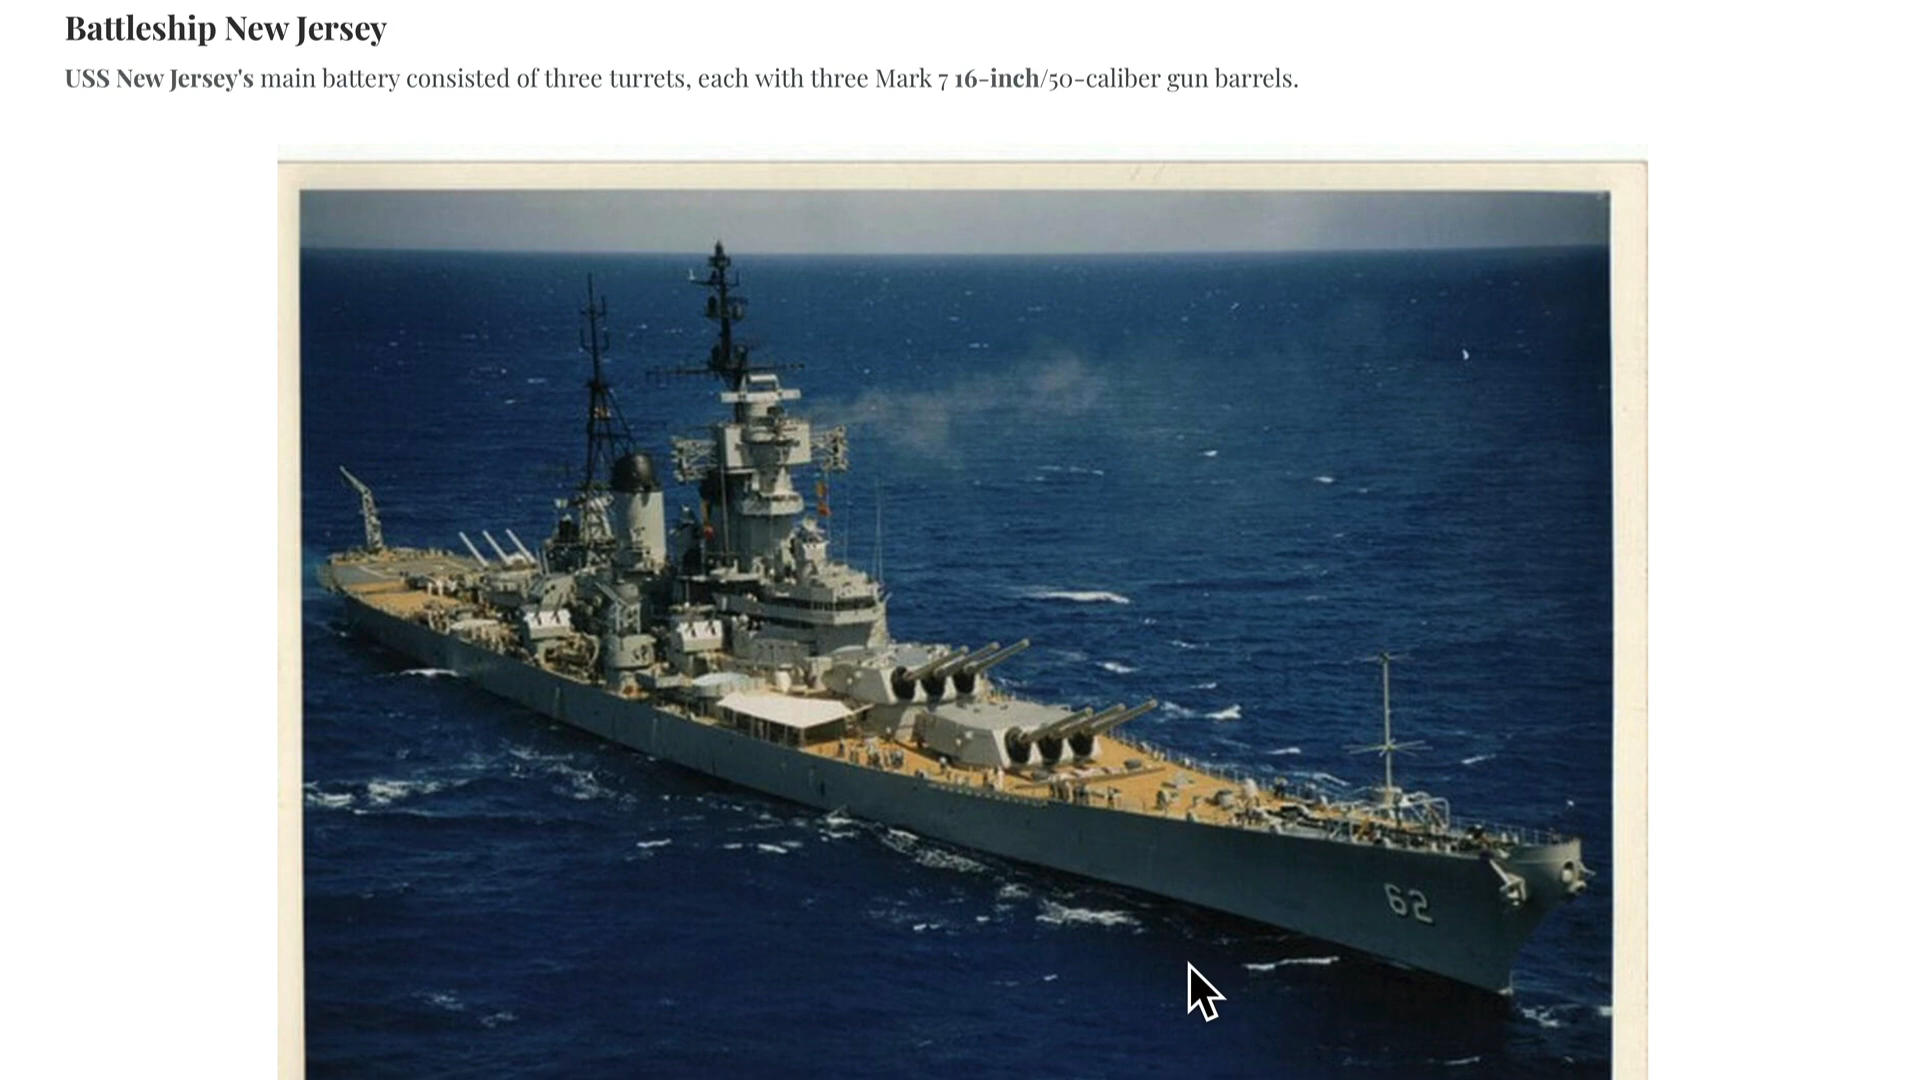 Battleship New Jersey
USS New Jersey's main battery consisted of three turrets, each with three Mark 7 16-inch/50-caliber gun barrels.
62